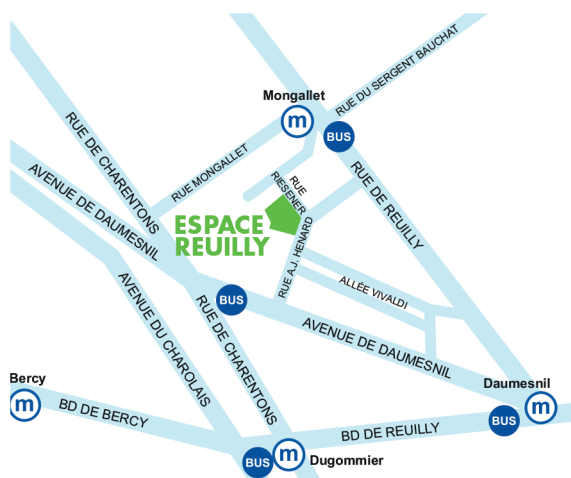 Mongallet
m
BUS
RUE DU SERGENT BAUCHAT
RUE DE CHARENTONS
RUE MONGALLET
AVENUE DE DAUMESNIL
RUE
RIESENER
RUE DE REUILLY
ESPACE
REUILLY
RUE A.J. HENARD
ALLÉE VIVALDI
BUS
AVENUE DU CHAROLAIS
RUE DE CHARENTONS
AVENUE DE DAUMESNIL
Bercy
m
BD DE BERCY
Daumesnil
m
BUS
BD DE REUILLY
BUS
m
Dugommier